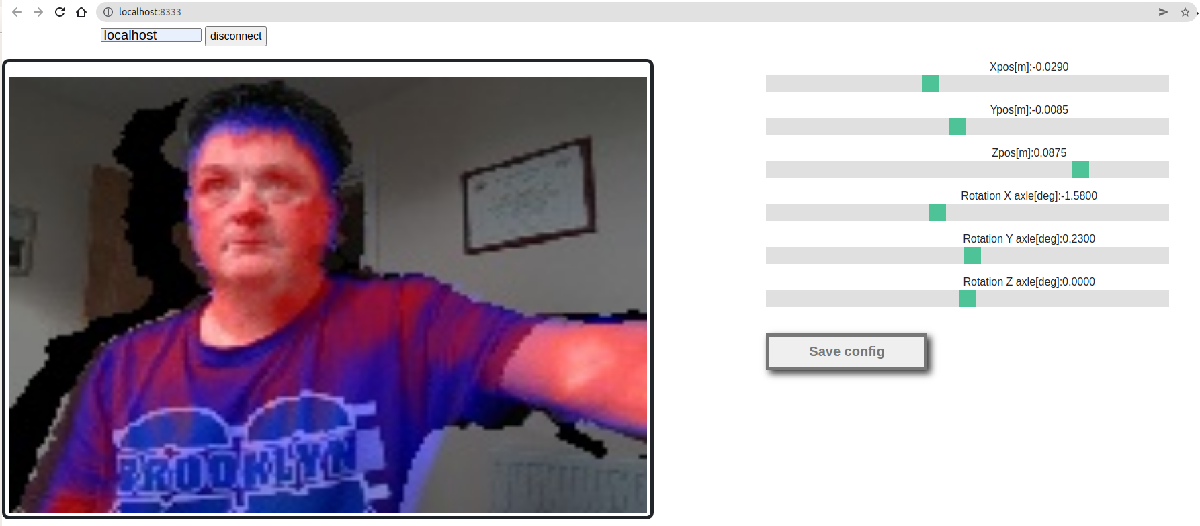 localhost:8333
localhost
disconnect
Xpos[m]:-0.0290
Ypos[m]:-0.0085
Zpos[m]:0.0875
Rotation X axle[deg]:-1.5800
Rotation Y axle[deg]:0.2300
Rotation Z axle[deg]:0.0000
Save config
BROOKLYN